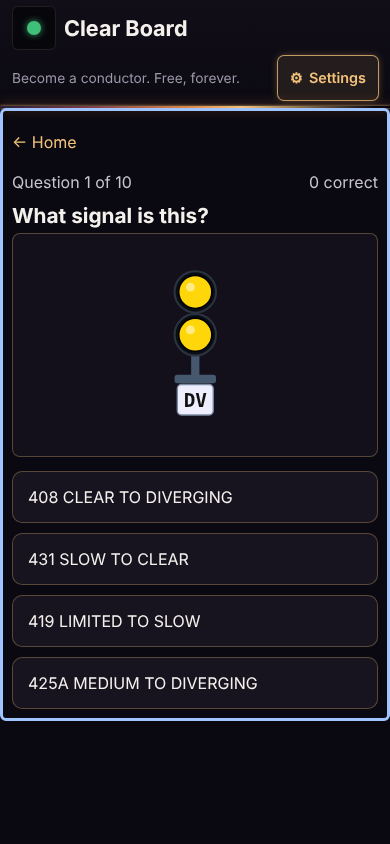 Clear Board
Become a conductor. Free, forever.
⚙ Settings
← Home
Question 1 of 10
0 correct
What signal is this?
DV
408 CLEAR TO DIVERGING
431 SLOW TO CLEAR
419 LIMITED TO SLOW
425A MEDIUM TO DIVERGING